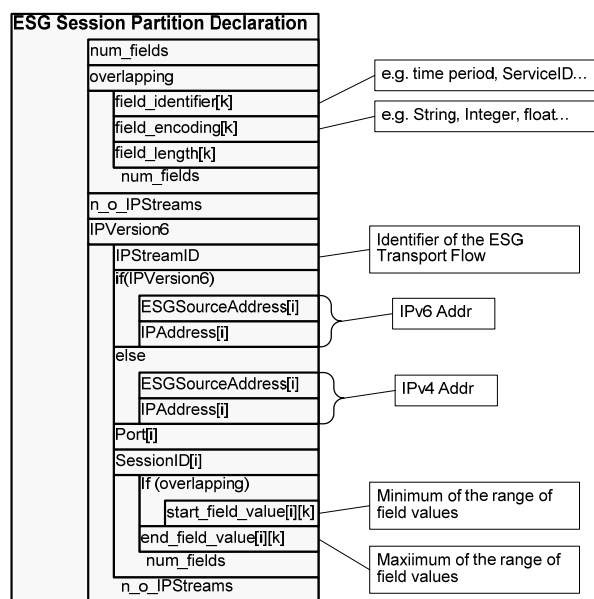 ESG Session Partition Declaration
num_fields
overlapping
e.g. time period, ServiceID...
field_identifier[k]
field_encoding[k]
e.g. String, Integer, float...
field_length[k]
num_fields
n_o_IPStreams
IPVersion6
IPStreamID
Identifier of the ESG
Transport Flow
if(IPVersion6)
ESGSourceAddress[i]
IPv6 Addr
IPAddress[i]
else
ESGSourceAddress[i]
IPv4 Addr
IPAddress[i]
Port[i]
SessionID[i]
If (overlapping)
start_field_value[i][k]
Minimum of the range of
field values
end_field_value[i][k]
num_fields
Maxiimum of the range of
field values
n_o_IPStreams